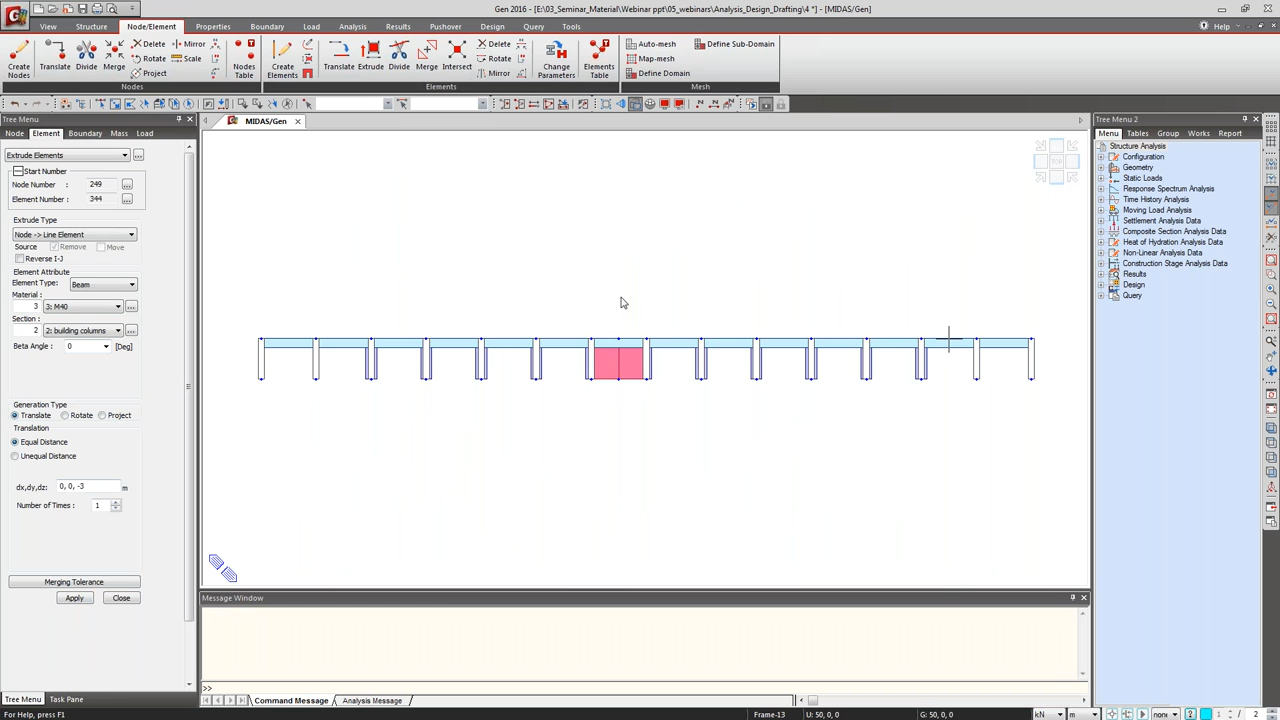 Gen 2016 - [E:\03_Seminar_Material\Webinar ppt\05_webinars\Analysis_Design_Drafting\4 *] - [MIDAS/Gen]
View Structure Node/Element Properties Boundary Load Analysis Results Pushover Design Query Tools Help
Create Nodes Translate Divide Merge Delete Rotate Project Mirror Scale Nodes Table
Create Elements Translate Extrude Divide Merge Intersect Delete Rotate Mirror Change Parameters Elements Table
Auto-mesh Map-mesh Define Domain Define Sub-Domain
Nodes Elements Mesh
Tree Menu
Node Element Boundary Mass Load
Extrude Elements
Start Number
Node Number : 249
Element Number : 344
Extrude Type
Node -> Line Element
Source Remove Move
Reverse I-J
Element Attribute
Element Type: Beam
Material :
3 3: M40
Section :
2 2: building columns
Beta Angle : 0 [Deg]
Generation Type
Translate Rotate Project
Translation
Equal Distance
Unequal Distance
dx,dy,dz: 0, 0, -3 m
Number of Times : 1
Merging Tolerance
Apply Close
Tree Menu Task Pane
MIDAS/Gen
TOP
Message Window
>>
Command Message Analysis Message
Tree Menu 2
Menu Tables Group Works Report
Structure Analysis
Configuration
Geometry
Static Loads
Response Spectrum Analysis
Time History Analysis
Moving Load Analysis
Settlement Analysis Data
Composite Section Analysis Data
Heat of Hydration Analysis Data
Non-Linear Analysis Data
Construction Stage Analysis Data
Results
Design
Query
For Help, press F1
Frame-13 U: 50, 0, 0 G: 50, 0, 0 kN m none 1 / 2